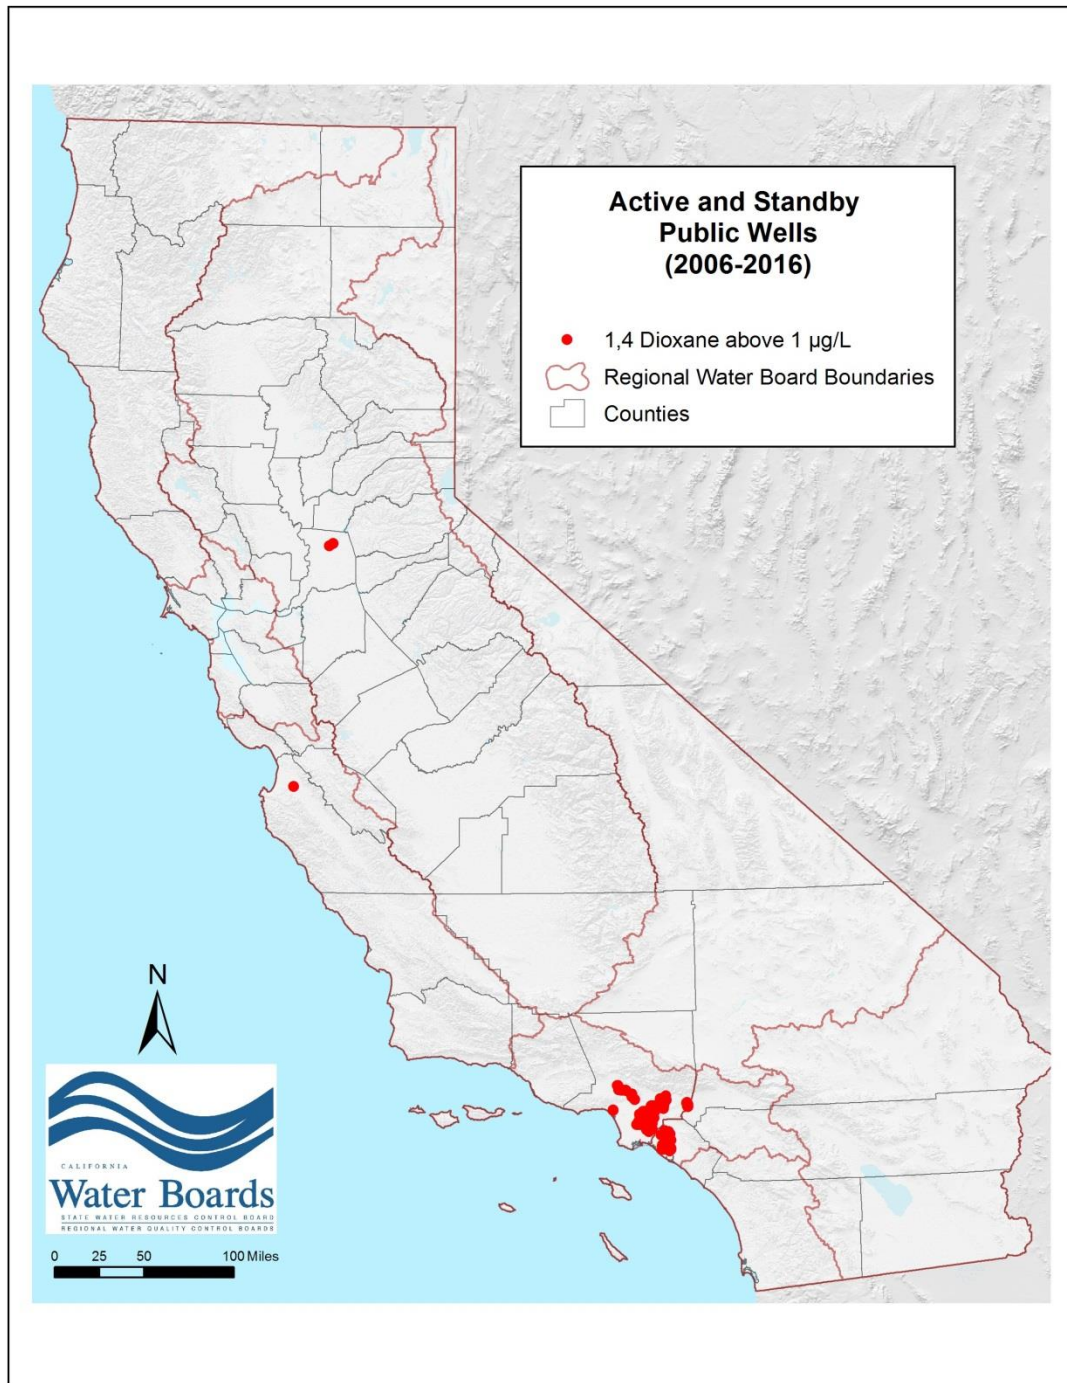 Active and Standby
Public Wells
(2006-2016)
1,4 Dioxane above 1 µg/L
Regional Water Board Boundaries
Counties
N
CALIFORNIA
Water Boards
STATE WATER RESOURCES CONTROL BOARD
REGIONAL WATER QUALITY CONTROL BOARDS
0 25 50 100 Miles